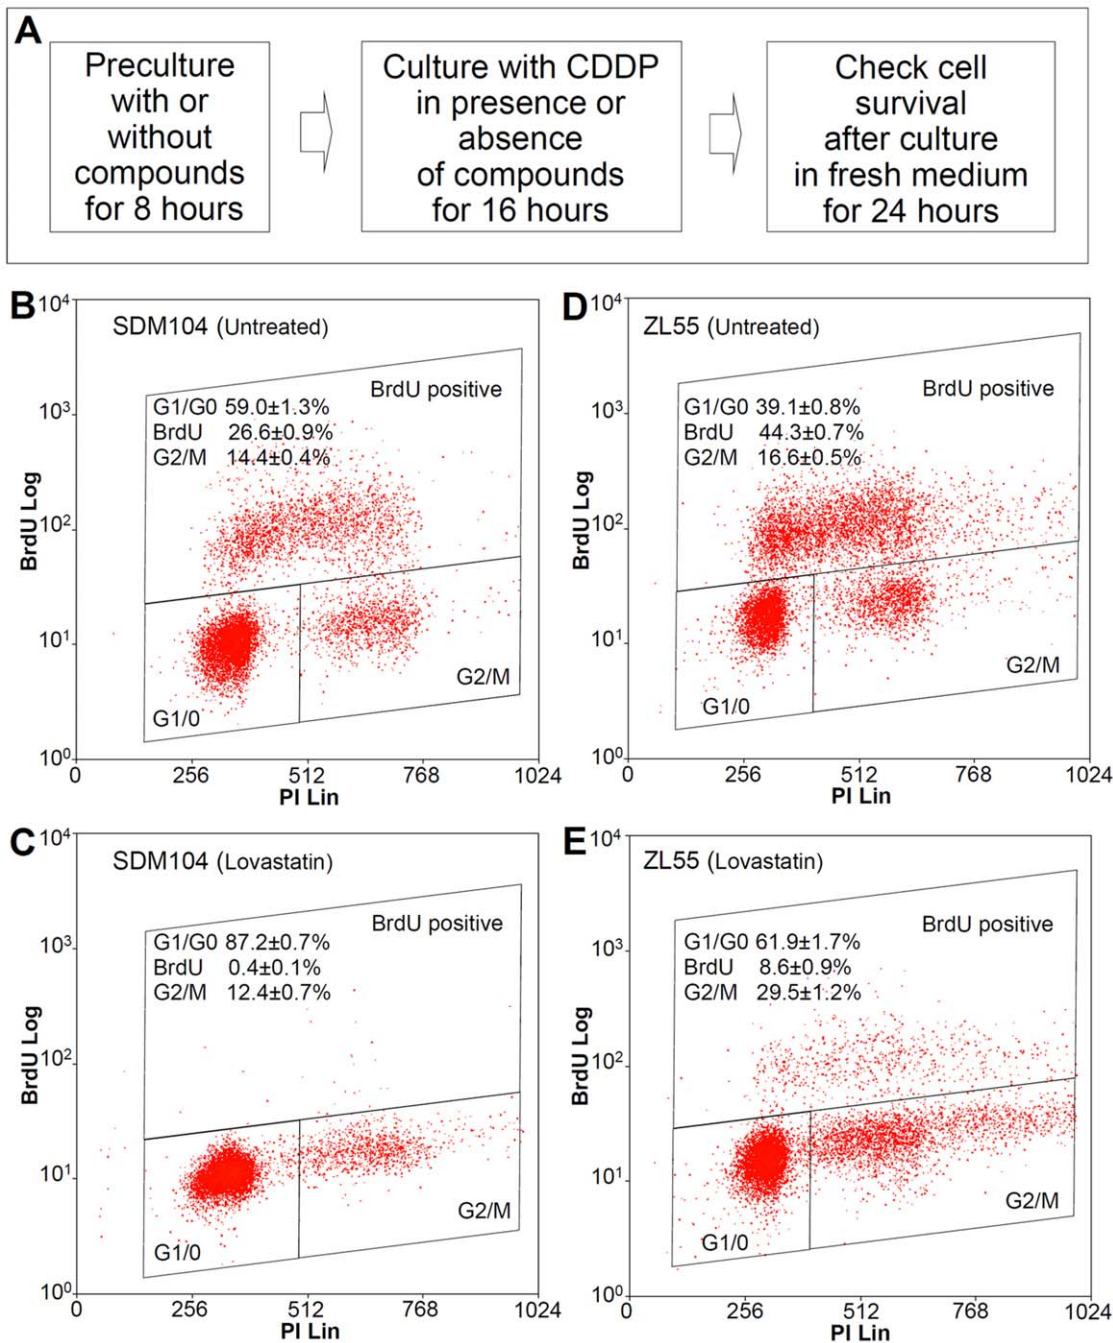 A
Preculture
with or
without
compounds
for 8 hours
Culture with CDDP
in presence or
absence
of compounds
for 16 hours
Check cell
survival
after culture
in fresh medium
for 24 hours
B
SDM104 (Untreated)
BrdU positive
G1/G0 59.0±1.3%
BrdU 26.6±0.9%
G2/M 14.4±0.4%
G1/0
G2/M
10⁴
10³
10²
10¹
10⁰
BrdU Log
0 256 512 768 1024
PI Lin
D
ZL55 (Untreated)
BrdU positive
G1/G0 39.1±0.8%
BrdU 44.3±0.7%
G2/M 16.6±0.5%
G1/0
G2/M
10⁴
10³
10²
10¹
10⁰
BrdU Log
0 256 512 768 1024
PI Lin
C
SDM104 (Lovastatin)
BrdU positive
G1/G0 87.2±0.7%
BrdU 0.4±0.1%
G2/M 12.4±0.7%
G1/0
G2/M
10⁴
10³
10²
10¹
10⁰
BrdU Log
0 256 512 768 1024
PI Lin
E
ZL55 (Lovastatin)
BrdU positive
G1/G0 61.9±1.7%
BrdU 8.6±0.9%
G2/M 29.5±1.2%
G1/0
G2/M
10⁴
10³
10²
10¹
10⁰
BrdU Log
0 256 512 768 1024
PI Lin